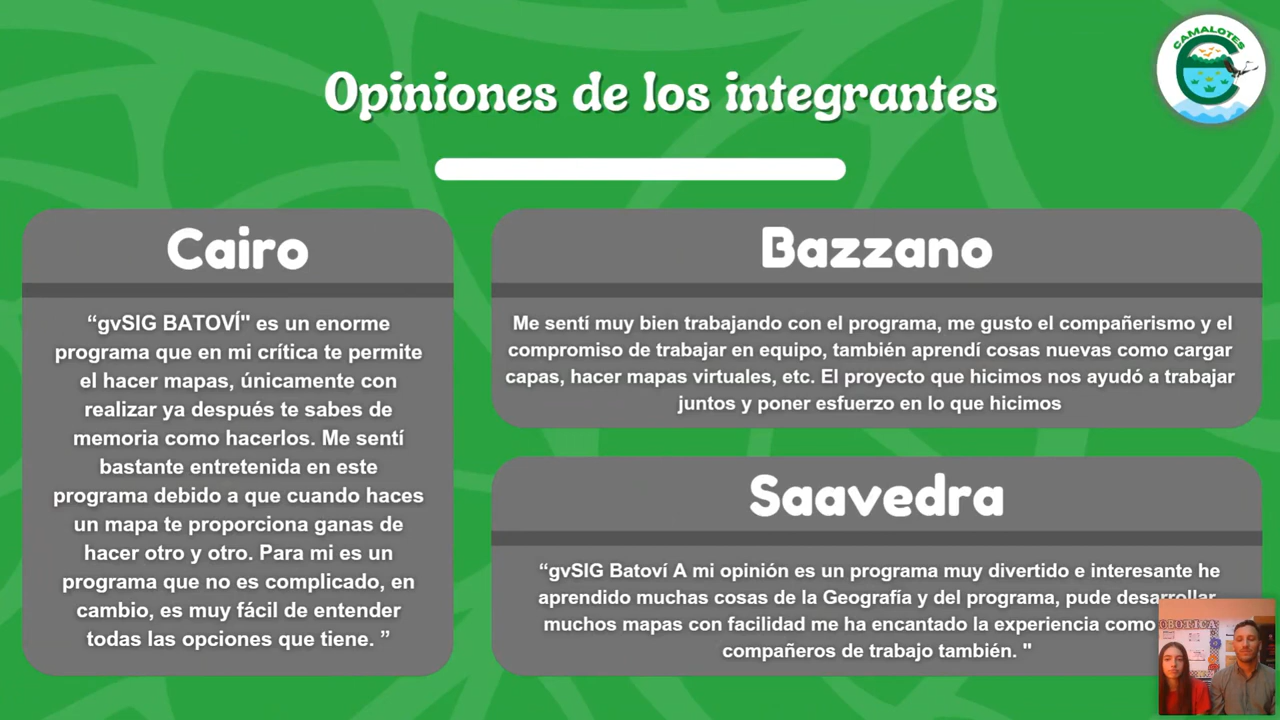 CAMALOTES
Opiniones de los integrantes
Cairo
“gvSIG BATOVÍ" es un enorme
programa que en mi crítica te permite
el hacer mapas, únicamente con
realizar ya después te sabes de
memoria como hacerlos. Me sentí
bastante entretenida en este
programa debido a que cuando haces
un mapa te proporciona ganas de
hacer otro y otro. Para mi es un
programa que no es complicado, en
cambio, es muy fácil de entender
todas las opciones que tiene. ”
Bazzano
Me sentí muy bien trabajando con el programa, me gusto el compañerismo y el
compromiso de trabajar en equipo, también aprendí cosas nuevas como cargar
capas, hacer mapas virtuales, etc. El proyecto que hicimos nos ayudó a trabajar
juntos y poner esfuerzo en lo que hicimos
Saavedra
“gvSIG Batoví A mi opinión es un programa muy divertido e interesante he
aprendido muchas cosas de la Geografía y del programa, pude desarrollar
muchos mapas con facilidad me ha encantado la experiencia como
compañeros de trabajo también. "